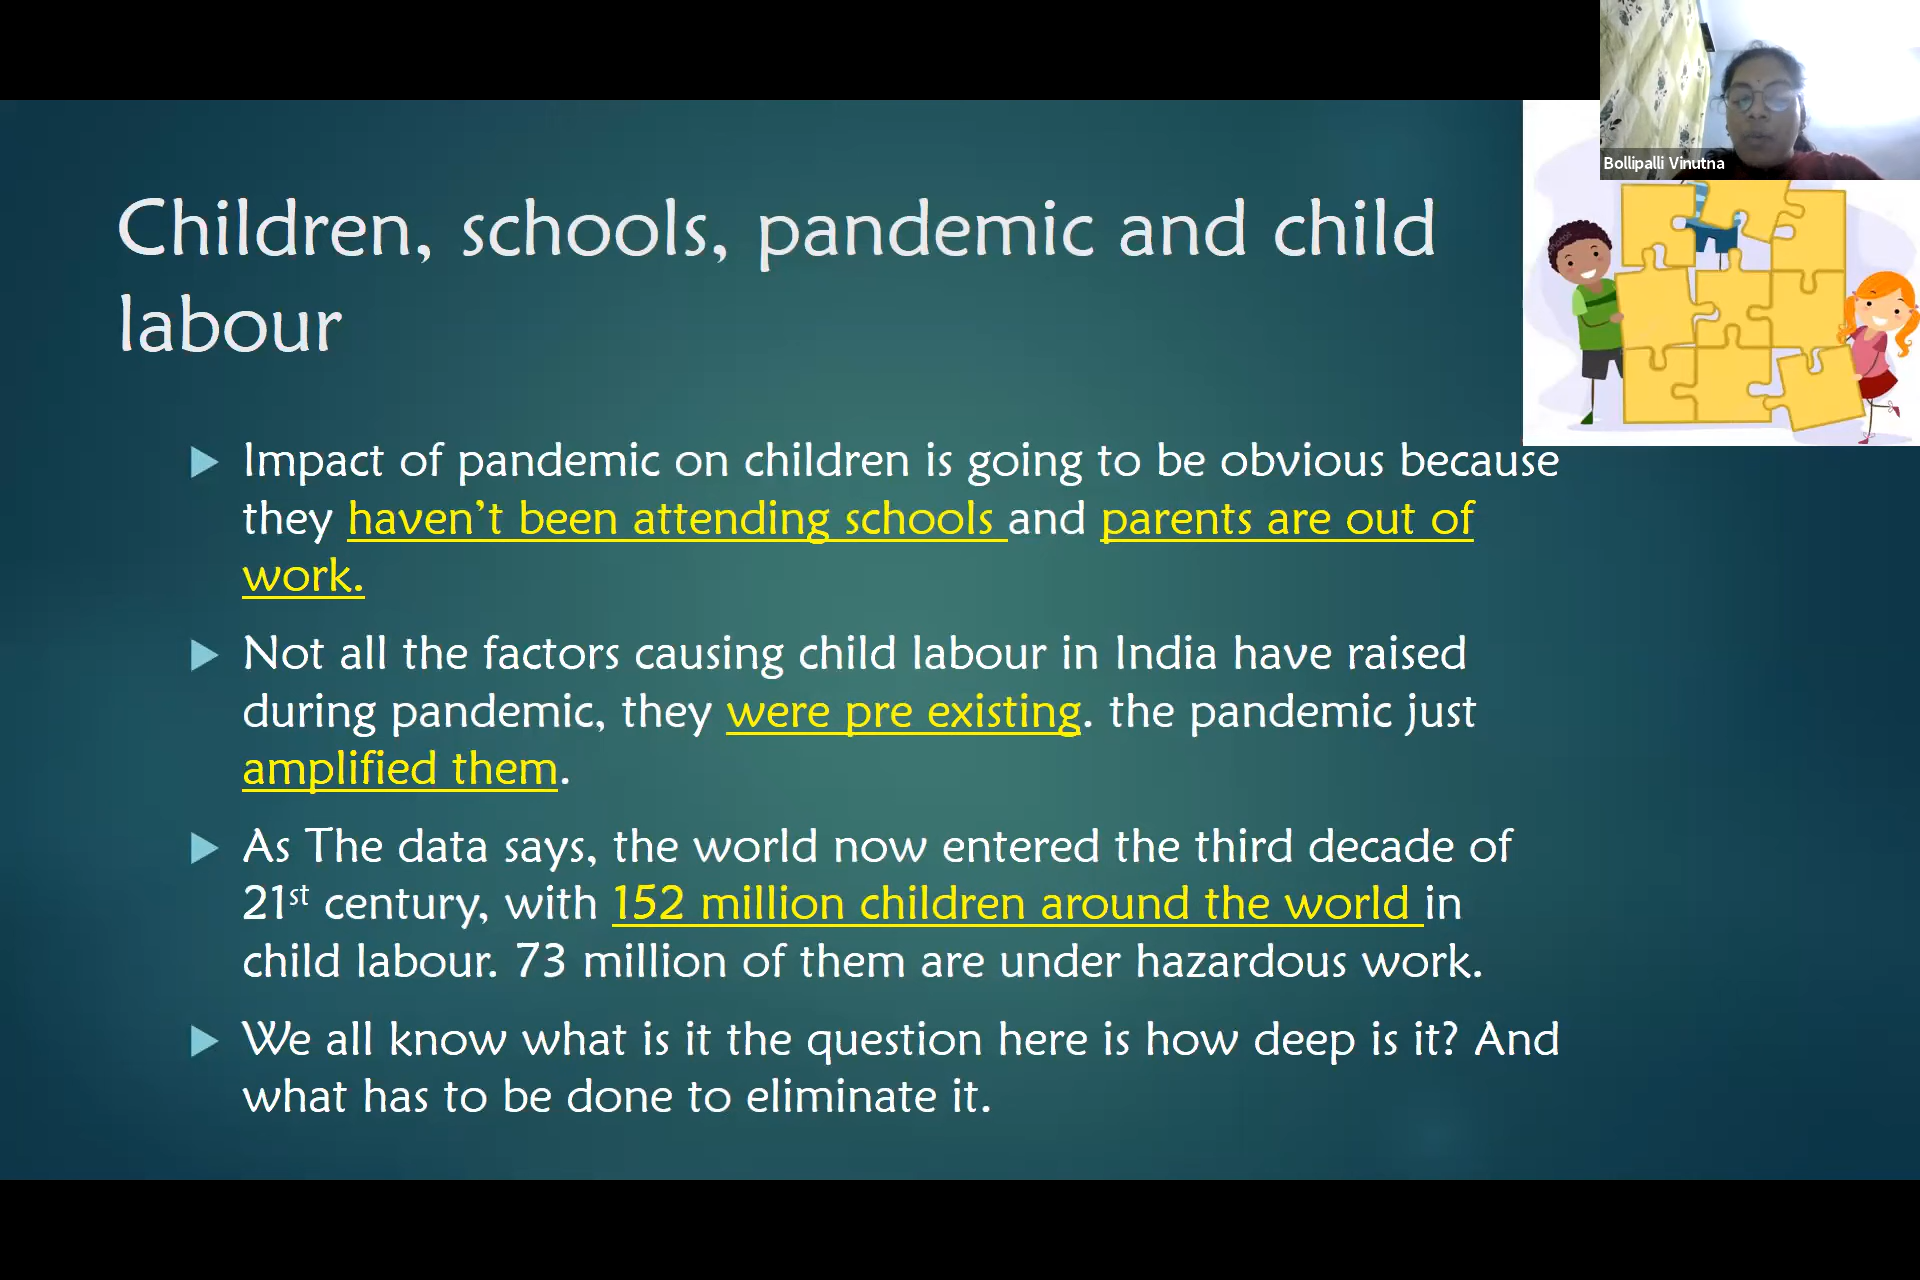 Bollipalli Vinutna
Children, schools, pandemic and child
labour
Impact of pandemic on children is going to be obvious because
they haven't been attending schools and parents are out of
work.
Not all the factors causing child labour in India have raised
during pandemic, they were pre existing. the pandemic just
amplified them.
As The data says, the world now entered the third decade of
21st century, with 152 million children around the world in
child labour. 73 million of them are under hazardous work.
We all know what is it the question here is how deep is it? And
what has to be done to eliminate it.